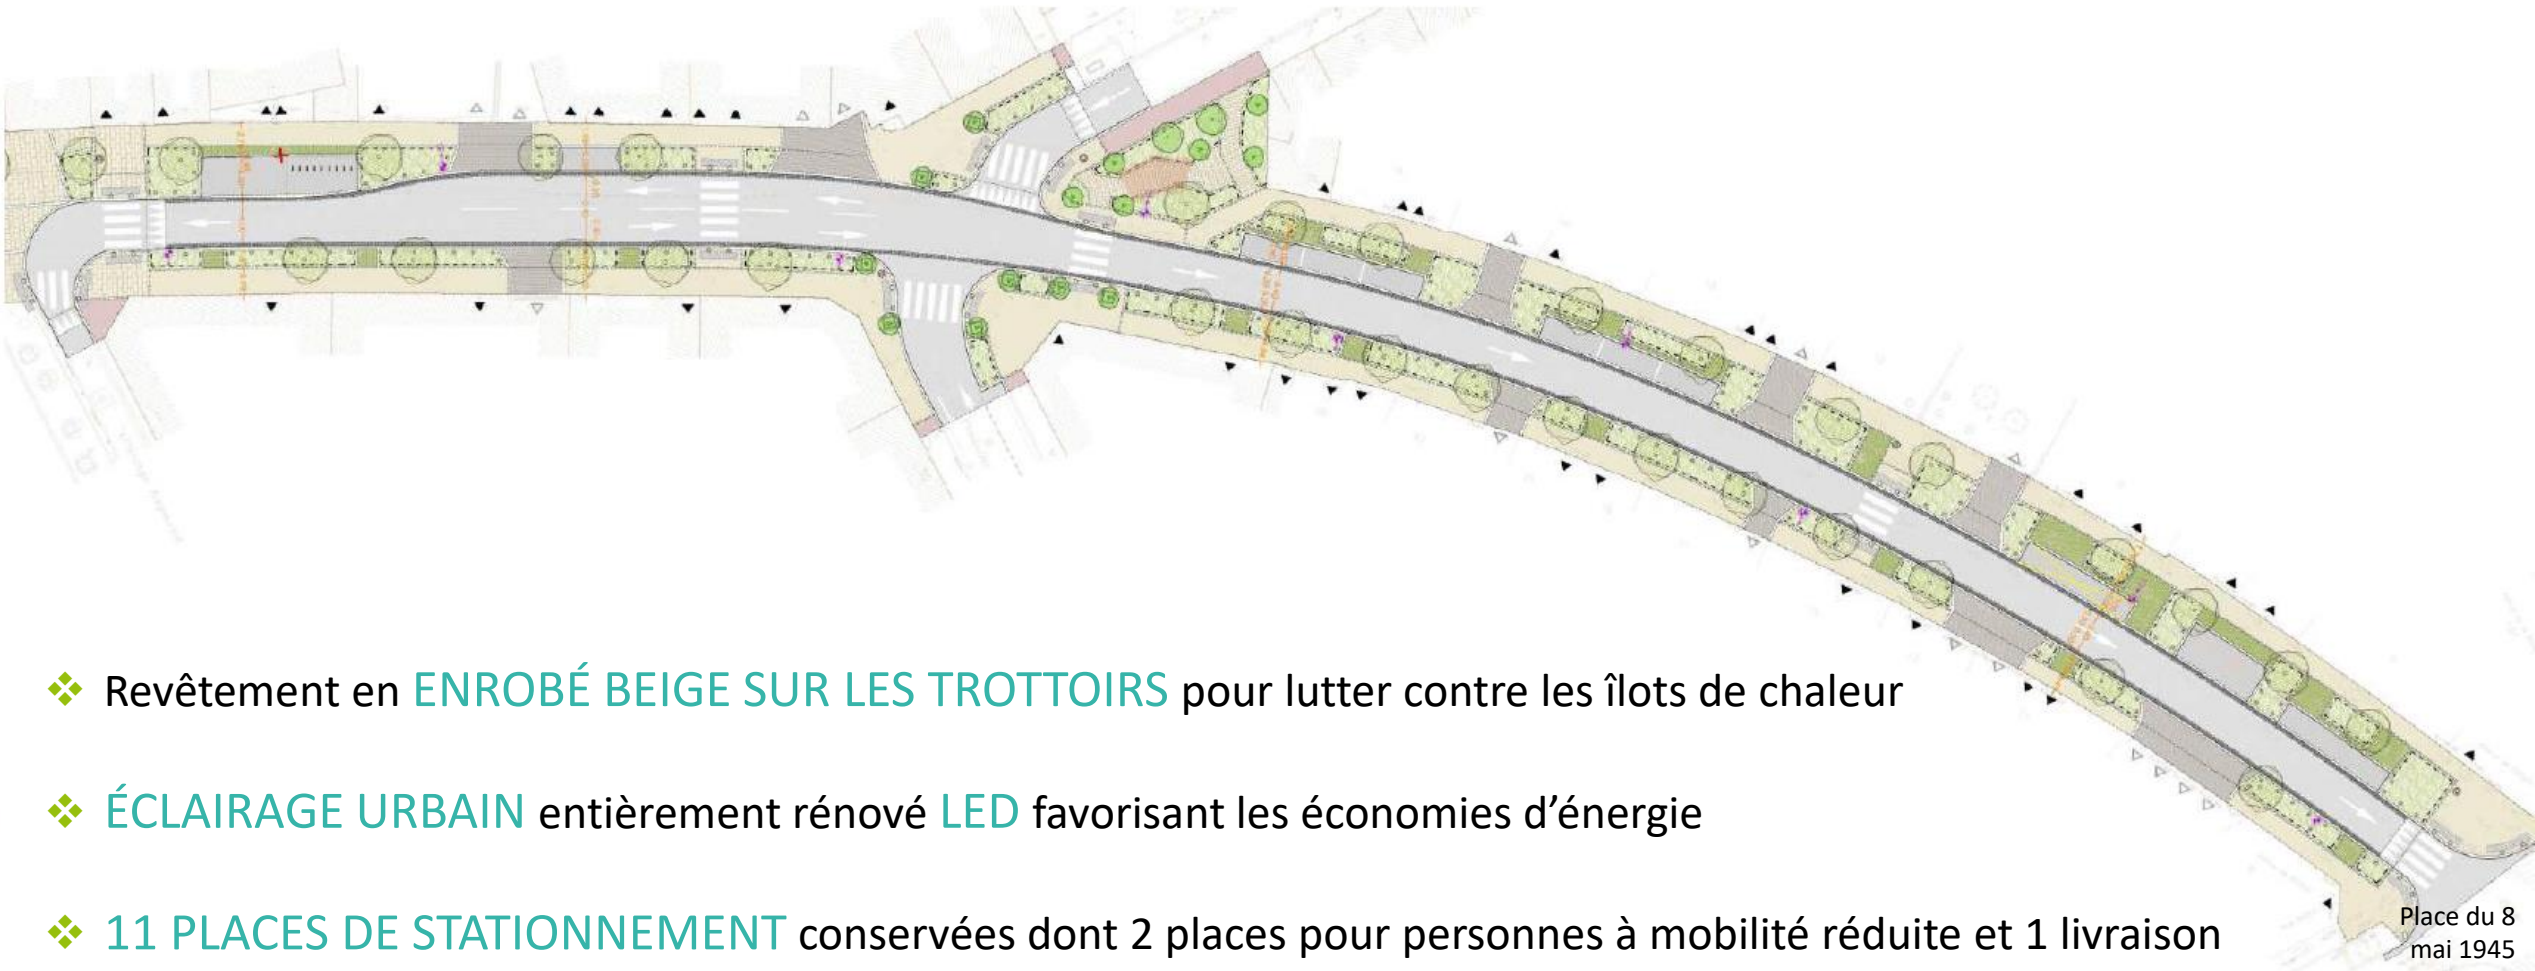 Revêtement en ENROBÉ BEIGE SUR LES TROTTOIRS pour lutter contre les îlots de chaleur
ÉCLAIRAGE URBAIN entièrement rénové LED favorisant les économies d’énergie
11 PLACES DE STATIONNEMENT conservées dont 2 places pour personnes à mobilité réduite et 1 livraison
Place du 8
mai 1945